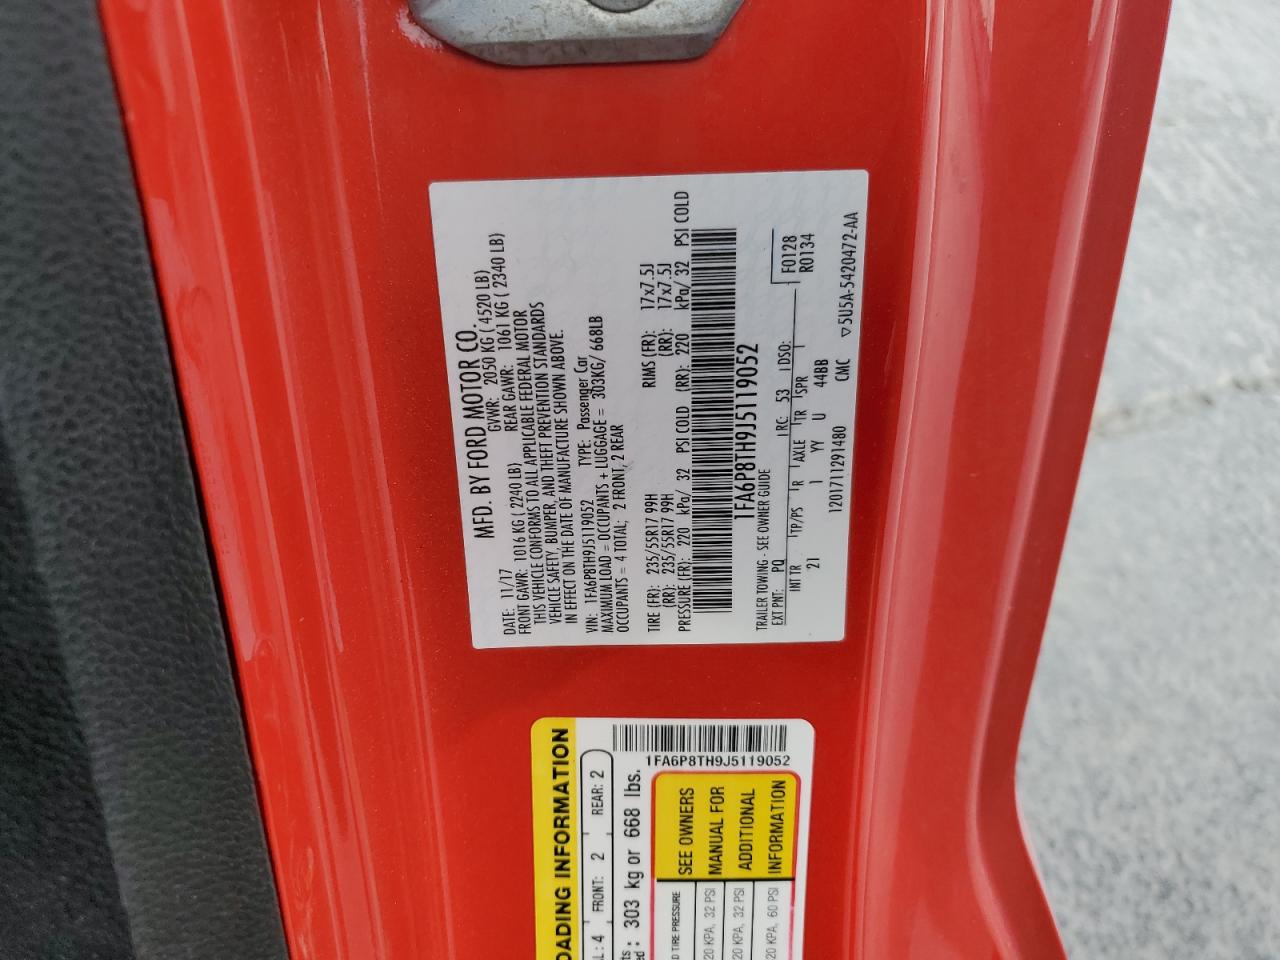 MFD. BY FORD MOTOR CO.
DATE: 11/17 GVWR: 2050 KG ( 4520 LB)
FRONT GAWR: 1016 KG ( 2240 LB) REAR GAWR: 1061 KG ( 2340 LB)
THIS VEHICLE CONFORMS TO ALL APPLICABLE FEDERAL MOTOR
VEHICLE SAFETY, BUMPER, AND THEFT PREVENTION STANDARDS
IN EFFECT ON THE DATE OF MANUFACTURE SHOWN ABOVE.
VIN: 1FA6P8TH9J5119052 TYPE: Passenger Car
MAXIMUM LOAD = OCCUPANTS + LUGGAGE = 303KG/ 668LB
OCCUPANTS = 4 TOTAL; 2 FRONT, 2 REAR
TIRE (FR): 235/55R17 99H RIMS (FR): 17x7.5J
(RR): 235/55R17 99H (RR): 17x7.5J
PRESSURE (FR): 220 kPa/ 32 PSI COLD (RR): 220 kPa/ 32 PSI COLD
1FA6P8TH9J5119052
TRAILER TOWING - SEE OWNER GUIDE F0128
EXT PNT: PQ RC: 53 DSO: R0134
INT TR TP/PS R AXLE TR SPR
21 I YY U 44BB
1201711291480 CMC ▽ 5U5A-5420472-AA
1FA6P8TH9J5119052
OADING INFORMATION
L: 4 FRONT: 2 REAR: 2
ts
ed: 303 kg or 668 lbs.
D TIRE PRESSURE
20 KPA, 32 PSI
20 KPA, 32 PSI
20 KPA, 60 PSI
SEE OWNERS
MANUAL FOR
ADDITIONAL
INFORMATION